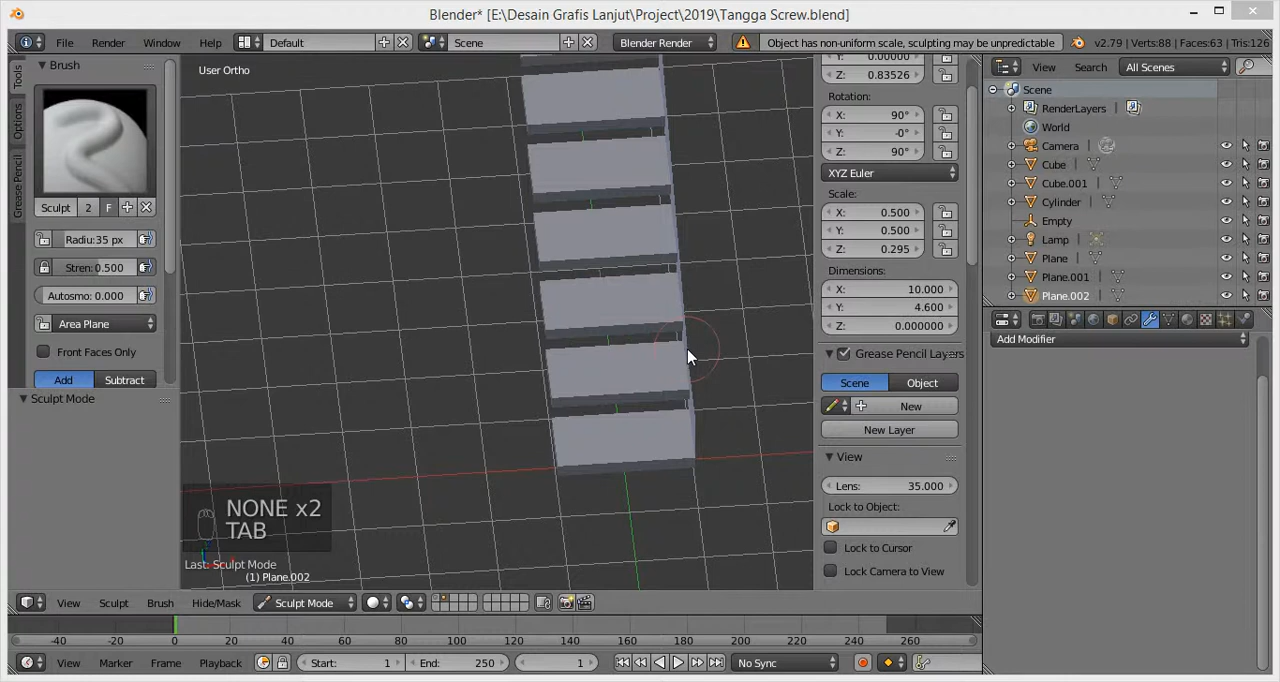 Blender* [E:\Desain Grafis Lanjut\Project\2019\Tangga Screw.blend]
File Render Window Help Default Scene Blender Render Object has non-uniform scale, sculpting may be unpredictable v2.79 | Verts:88 | Faces:63 | Tris:126
Tools
Options
Grease Pencil
Brush
Sculpt 2 F
Radiu:35 px
Stren:0.500
Autosmo: 0.000
Area Plane
Front Faces Only
Add Subtract
Sculpt Mode
User Ortho
NONE x2
TAB
Last: Sculpt Mode
(1) Plane.002
Y: 0.00000
Z: 0.83526
Rotation:
X: 90°
Y: -0°
Z: 90°
XYZ Euler
Scale:
X: 0.500
Y: 0.500
Z: 0.295
Dimensions:
X: 10.000
Y: 4.600
Z: 0.000000
Grease Pencil Layers
Scene Object
New
New Layer
View
Lens: 35.000
Lock to Object:
Lock to Cursor
Lock Camera to View
View Search All Scenes
Scene
RenderLayers
World
Camera
Cube
Cube.001
Cylinder
Empty
Lamp
Plane
Plane.001
Plane.002
Add Modifier
View Sculpt Brush Hide/Mask Sculpt Mode
-40 -20 0 20 40 60 80 100 120 140 160 180 200 220 240 260
View Marker Frame Playback Start: 1 End: 250 1 No Sync